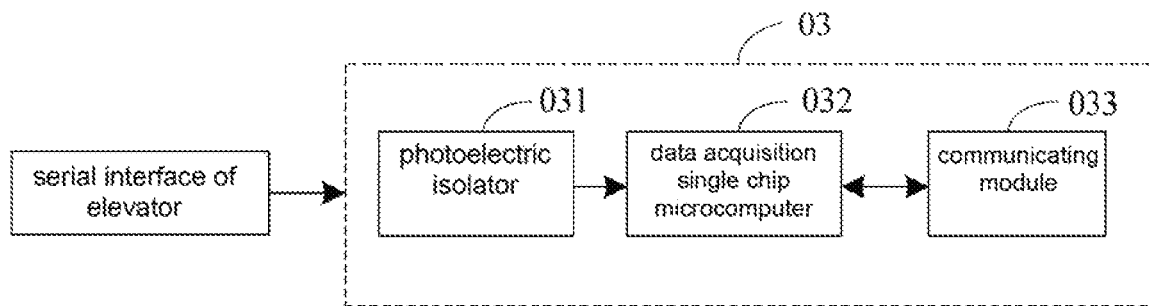 03
031
032
033
serial interface of
elevator
photoelectric
isolator
data acquisition
single chip
microcomputer
communicating
module